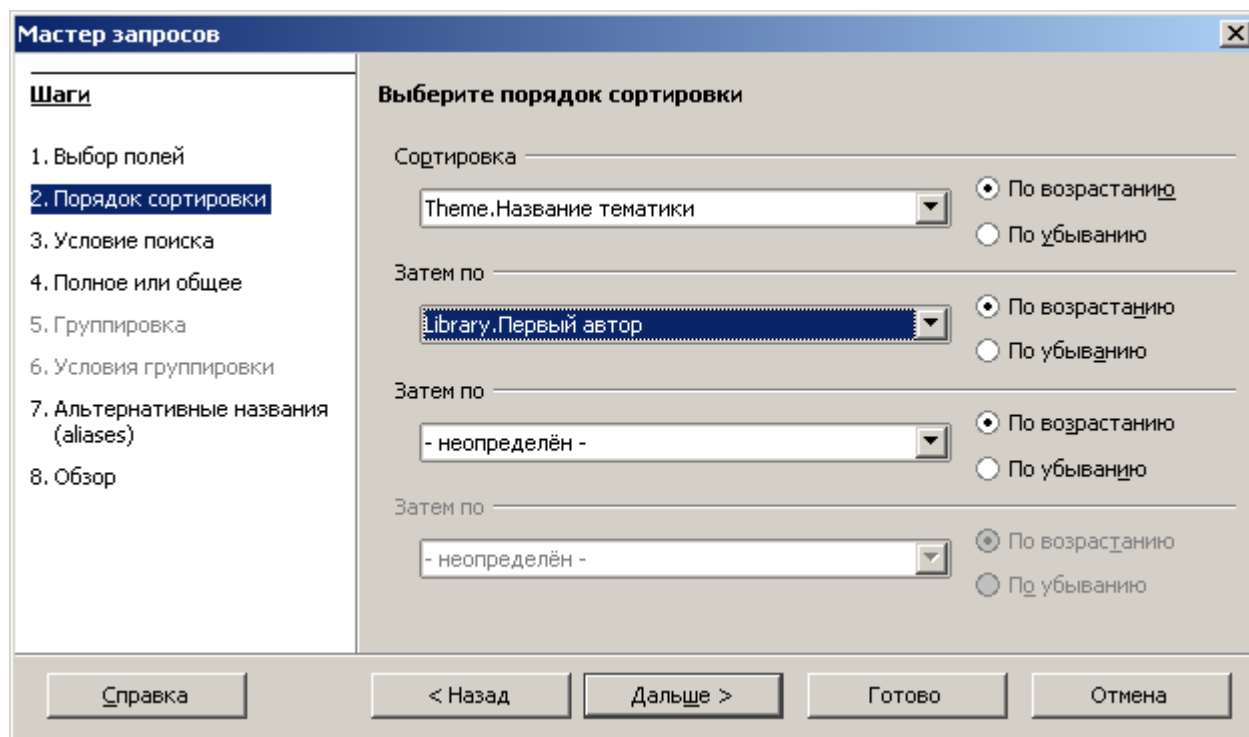 Мастер запросов
Шаги
1. Выбор полей
2. Порядок сортировки
3. Условие поиска
4. Полное или общее
5. Группировка
6. Условия группировки
7. Альтернативные названия
(aliases)
8. Обзор
Выберите порядок сортировки
Сортировка
Theme.Название тематики
По возрастанию
По убыванию
Затем по
Library.Первый автор
По возрастанию
По убыванию
Затем по
- неопределён -
По возрастанию
По убыванию
Затем по
- неопределён -
По возрастанию
По убыванию
Справка
< Назад
Дальше >
Готово
Отмена